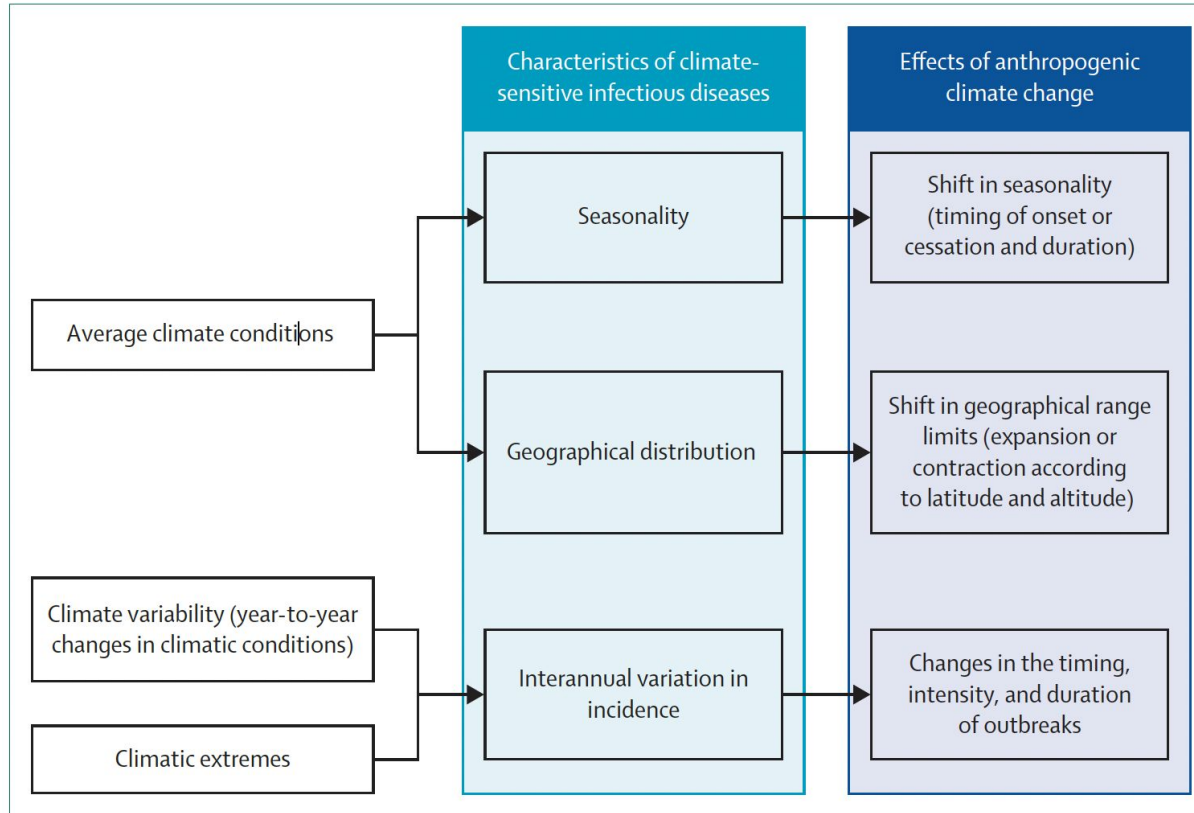 Characteristics of climate-
sensitive infectious diseases
Effects of anthropogenic
climate change
Seasonality
Shift in seasonality
(timing of onset or
cessation and duration)
Average climate conditions
Geographical distribution
Shift in geographical range
limits (expansion or
contraction according
to latitude and altitude)
Climate variability (year-to-year
changes in climatic conditions)
Climatic extremes
Interannual variation in
incidence
Changes in the timing,
intensity, and duration
of outbreaks